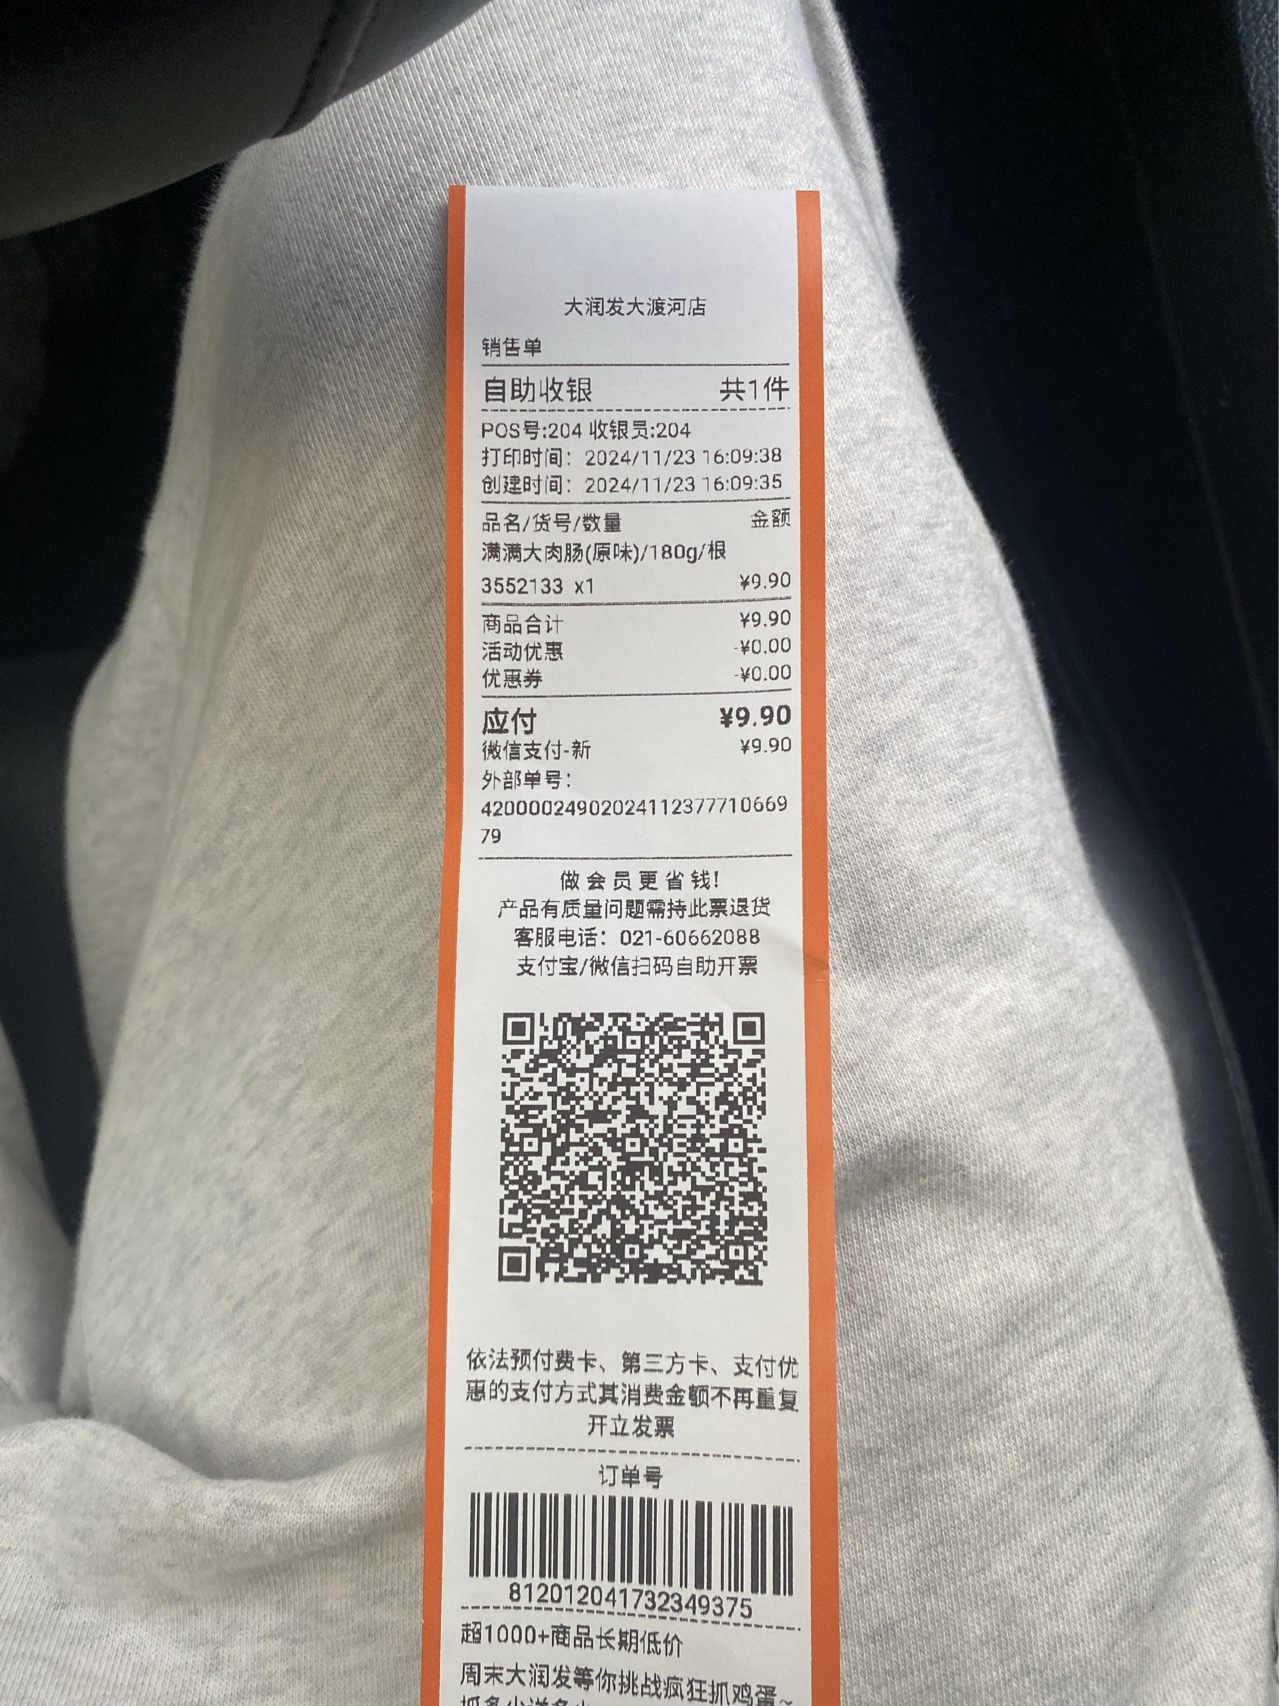 大润发大渡河店
销售单
自助收银 共1件
POS号:204 收银员:204
打印时间：2024/11/23 16:09:38
创建时间：2024/11/23 16:09:35
品名/货号/数量 金额
满满大肉肠(原味)/180g/根
3552133 x1 ¥9.90
商品合计 ¥9.90
活动优惠 -¥0.00
优惠券 -¥0.00
应付 ¥9.90
微信支付-新 ¥9.90
外部单号：
42000024902024112377710669
79
做会员更省钱!
产品有质量问题需持此票退货
客服电话：021-60662088
支付宝/微信扫码自助开票
依法预付费卡、第三方卡、支付优
惠的支付方式其消费金额不再重复
开立发票
订单号
812012041732349375
超1000+商品长期低价
周末大润发等你挑战疯狂抓鸡蛋~